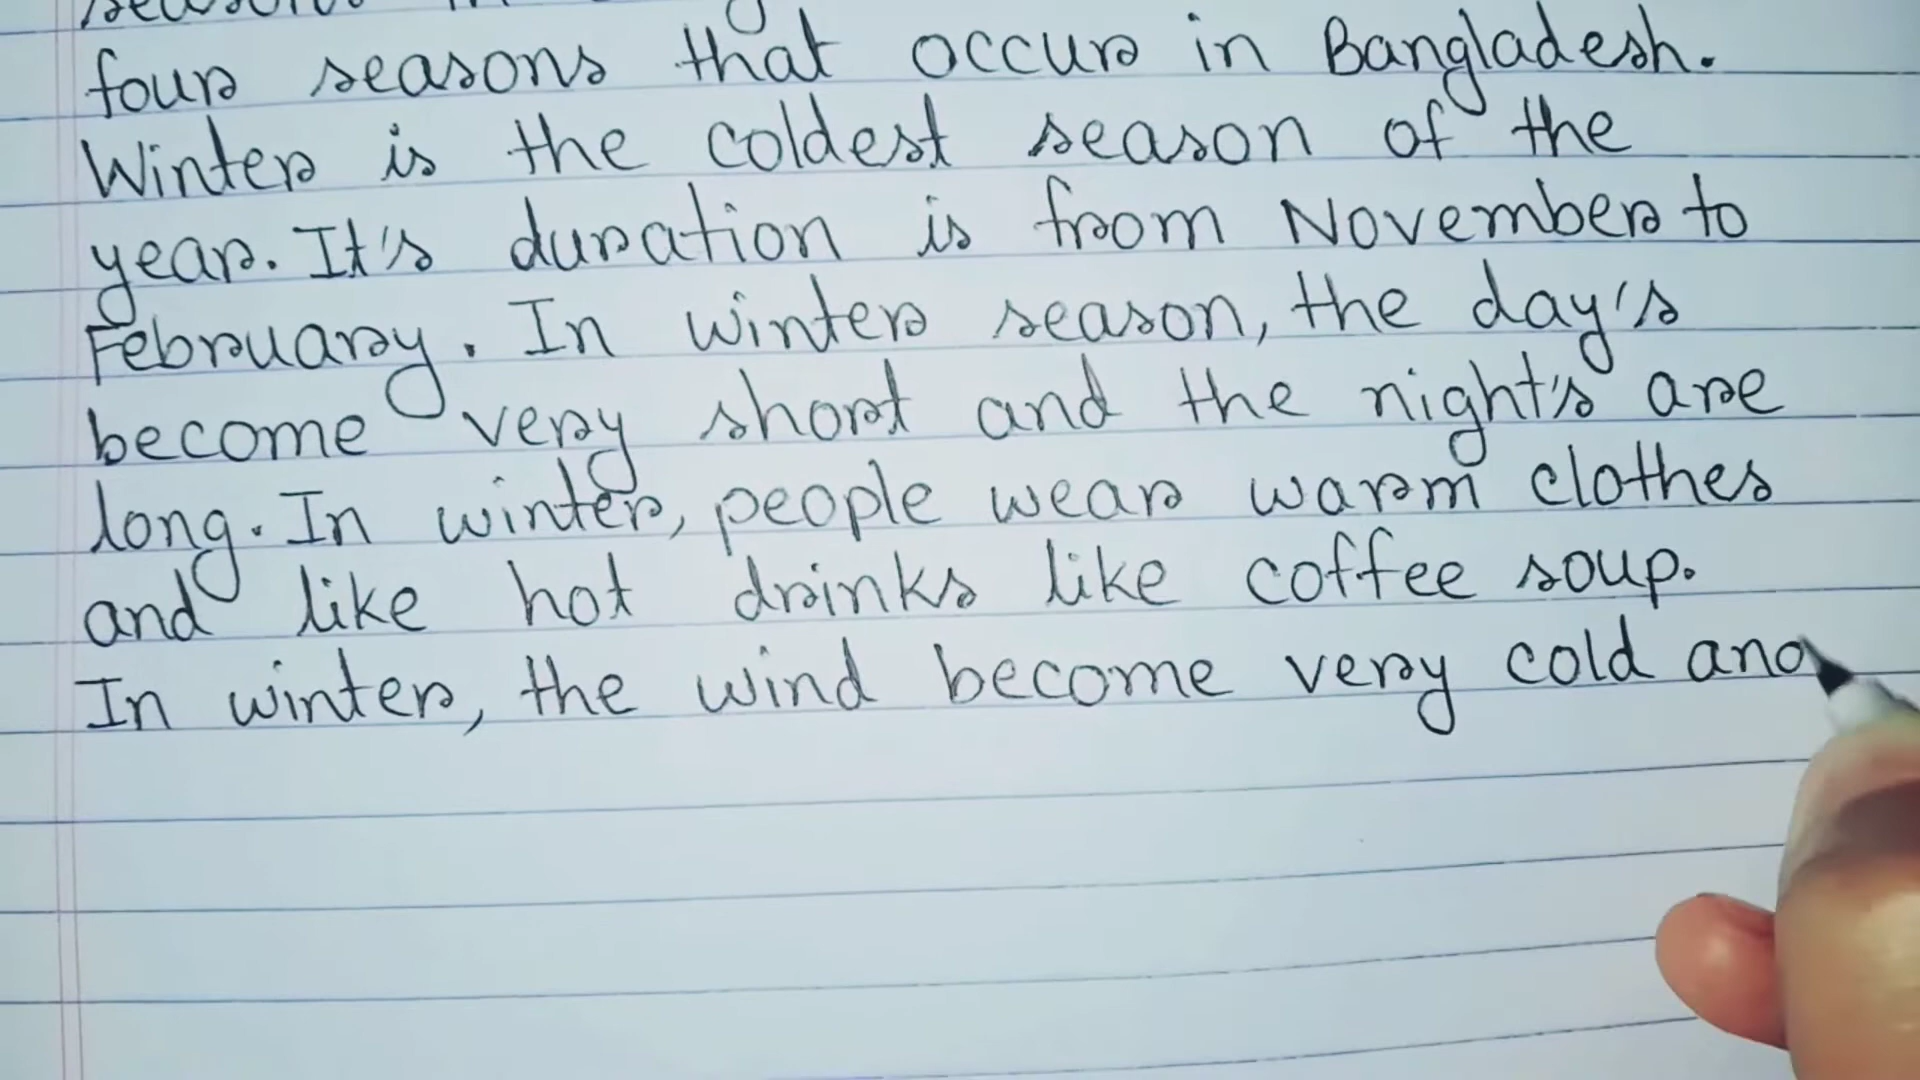 four seasons that occur in Bangladesh.
Winter is the coldest season of the
year. It's duration is from November to
February. In winter season, the day's
become very short and the night's are
long. In winter, people wear warm clothes
and like hot drinks like coffee soup.
In winter, the wind become very cold and